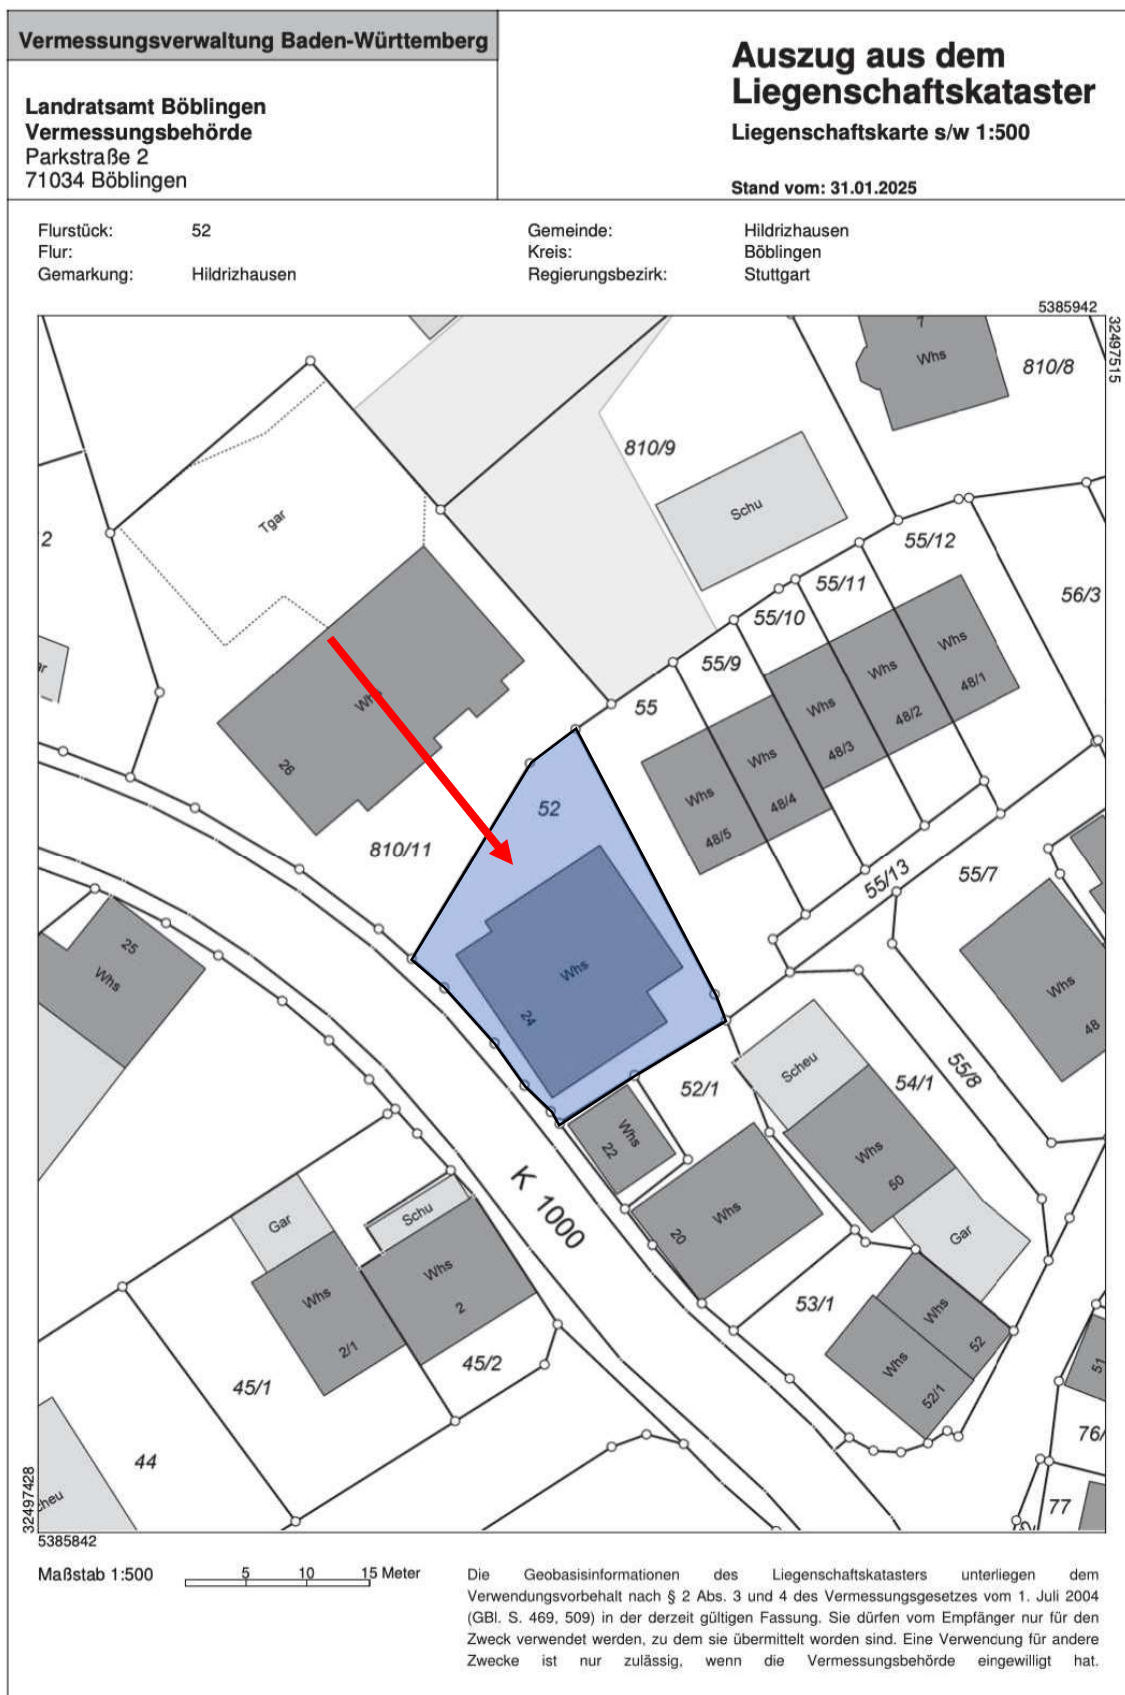 Vermessungsverwaltung Baden-Württemberg
Auszug aus dem
Liegenschaftskataster
Liegenschaftskarte s/w 1:500
Stand vom: 31.01.2025
Landratsamt Böblingen
Vermessungsbehörde
Parkstraße 2
71034 Böblingen
Flurstück: 52
Flur:
Gemarkung: Hildrizhausen
Gemeinde: Hildrizhausen
Kreis: Böblingen
Regierungsbezirk: Stuttgart
5385942
32497515
7
Whs
810/8
810/9
Schu
Tgar
2
55/12
55/11
55/10
55/9
55
56/3
Whs
48/1
Whs
48/2
Whs
48/3
Whs
48/4
Whs
48/5
Whs
26
52
810/11
55/13
55/7
25
Whs
Whs
24
Whs
48
Scheu
54/1
55/8
52/1
Whs
22
Whs
50
Whs
20
Gar
K 1000
Gar
Schu
Whs
2
Whs
2/1
53/1
Whs
52
Whs
52/1
51
45/2
45/1
44
76/
77
32497428
5385842
Maßstab 1:500
5 10 15 Meter
Die Geobasisinformationen des Liegenschaftskatasters unterliegen dem
Verwendungsvorbehalt nach § 2 Abs. 3 und 4 des Vermessungsgesetzes vom 1. Juli 2004
(GBl. S. 469, 509) in der derzeit gültigen Fassung. Sie dürfen vom Empfänger nur für den
Zweck verwendet werden, zu dem sie übermittelt worden sind. Eine Verwendung für andere
Zwecke ist nur zulässig, wenn die Vermessungsbehörde eingewilligt hat.